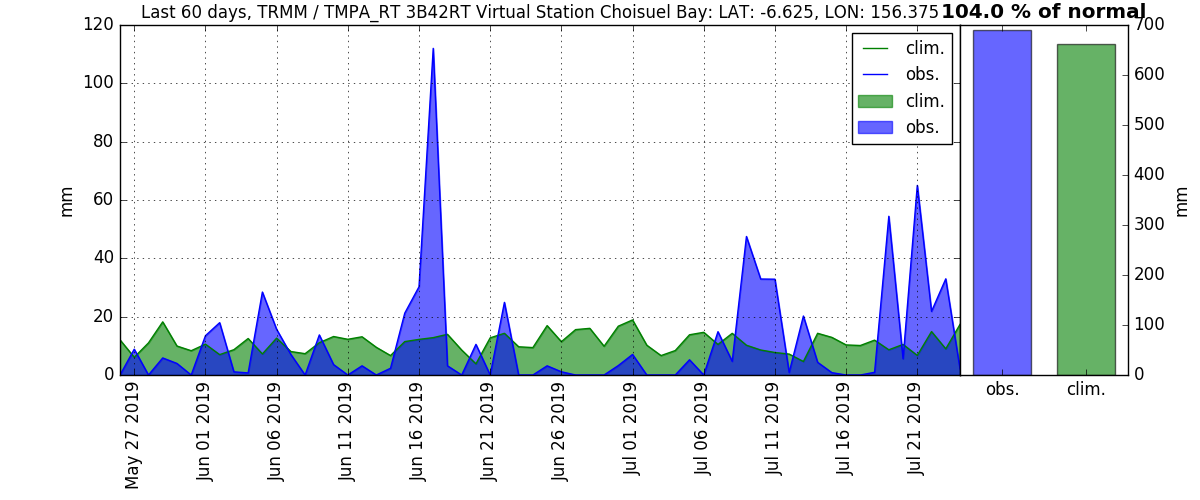 Last 60 days, TRMM / TMPA_RT 3B42RT Virtual Station Choisuel Bay: LAT: -6.625, LON: 156.375
104.0 % of normal
120
100
80
60
40
20
0
mm
May 27 2019
Jun 01 2019
Jun 06 2019
Jun 11 2019
Jun 16 2019
Jun 21 2019
Jun 26 2019
Jul 01 2019
Jul 06 2019
Jul 11 2019
Jul 16 2019
Jul 21 2019
clim.
obs.
clim.
obs.
700
600
500
400
300
200
100
0
mm
obs.
clim.